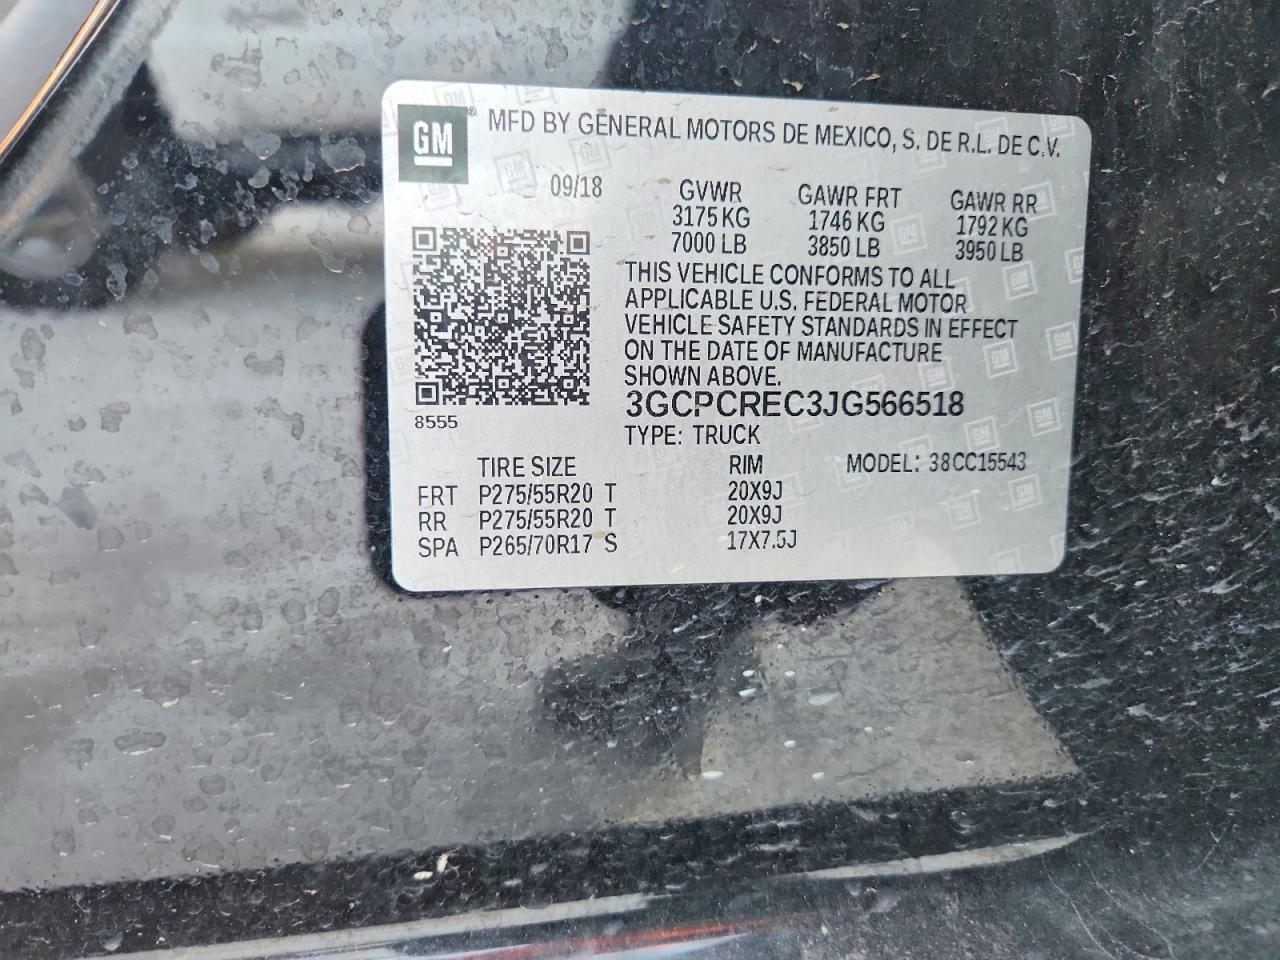 GM® MFD BY GENERAL MOTORS DE MEXICO, S. DE R.L. DE C.V.
09/18 GVWR GAWR FRT GAWR RR
3175 KG 1746 KG 1792 KG
7000 LB 3850 LB 3950 LB
THIS VEHICLE CONFORMS TO ALL
APPLICABLE U.S. FEDERAL MOTOR
VEHICLE SAFETY STANDARDS IN EFFECT
ON THE DATE OF MANUFACTURE
SHOWN ABOVE.
3GCPCREC3JG566518
8555
TYPE: TRUCK
TIRE SIZE RIM MODEL: 38CC15543
FRT P275/55R20 T 20X9J
RR P275/55R20 T 20X9J
SPA P265/70R17 S 17X7.5J